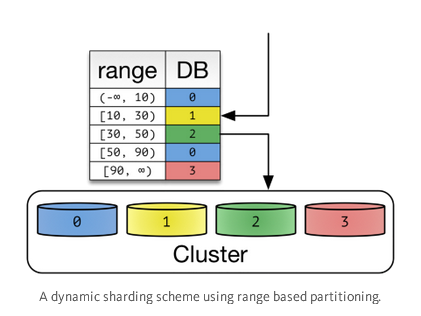 range DB
(-∞, 10) 0
[10, 30) 1
[30, 50) 2
[50, 90) 0
[90, ∞) 3
0 1 2 3
Cluster
A dynamic sharding scheme using range based partitioning.